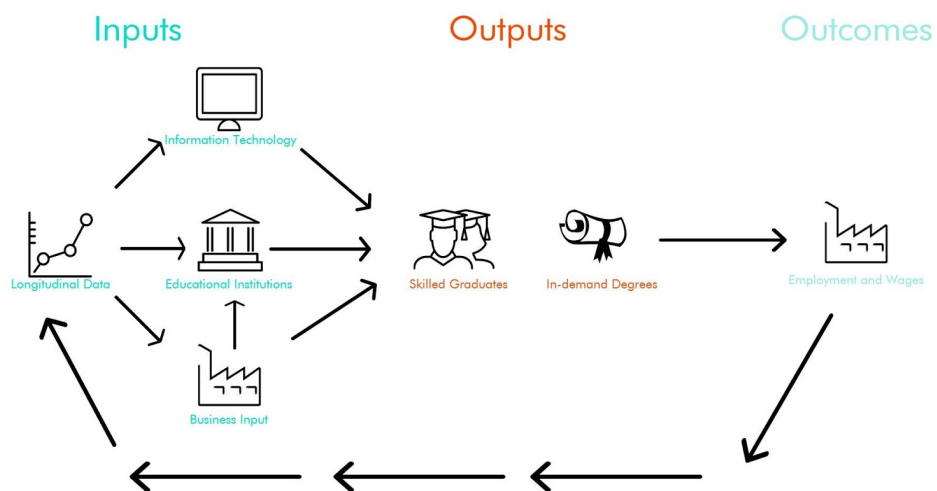 Inputs
Outputs
Outcomes
Information Technology
Longitudinal Data
Educational Institutions
Skilled Graduates
In-demand Degrees
Employment and Wages
Business Input